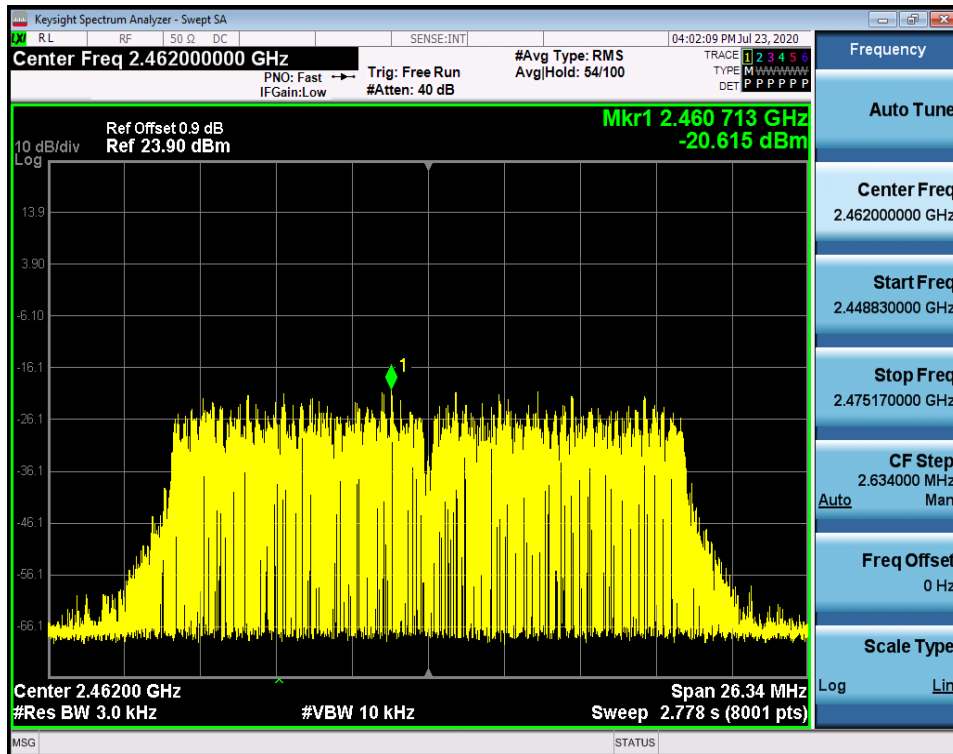 Keysight Spectrum Analyzer - Swept SA
LXI RL RF 50 Ω DC SENSE:INT 04:02:09 PM Jul 23, 2020
Center Freq 2.462000000 GHz
PNO: Fast
IFGain:Low
Trig: Free Run
#Atten: 40 dB
#Avg Type: RMS
Avg|Hold: 54/100
TRACE 1 2 3 4 5 6
TYPE M WWWWW
DET P P P P P P
Mkr1 2.460 713 GHz
-20.615 dBm
Ref Offset 0.9 dB
10 dB/div Ref 23.90 dBm
Log
13.9
3.90
-6.10
-16.1
1
-26.1
-36.1
-46.1
-56.1
-66.1
Center 2.46200 GHz Span 26.34 MHz
#Res BW 3.0 kHz #VBW 10 kHz Sweep 2.778 s (8001 pts)
MSG STATUS
Frequency
Auto Tune
Center Freq
2.462000000 GHz
Start Freq
2.448830000 GHz
Stop Freq
2.475170000 GHz
CF Step
2.634000 MHz
Auto Man
Freq Offset
0 Hz
Scale Type
Log Lin